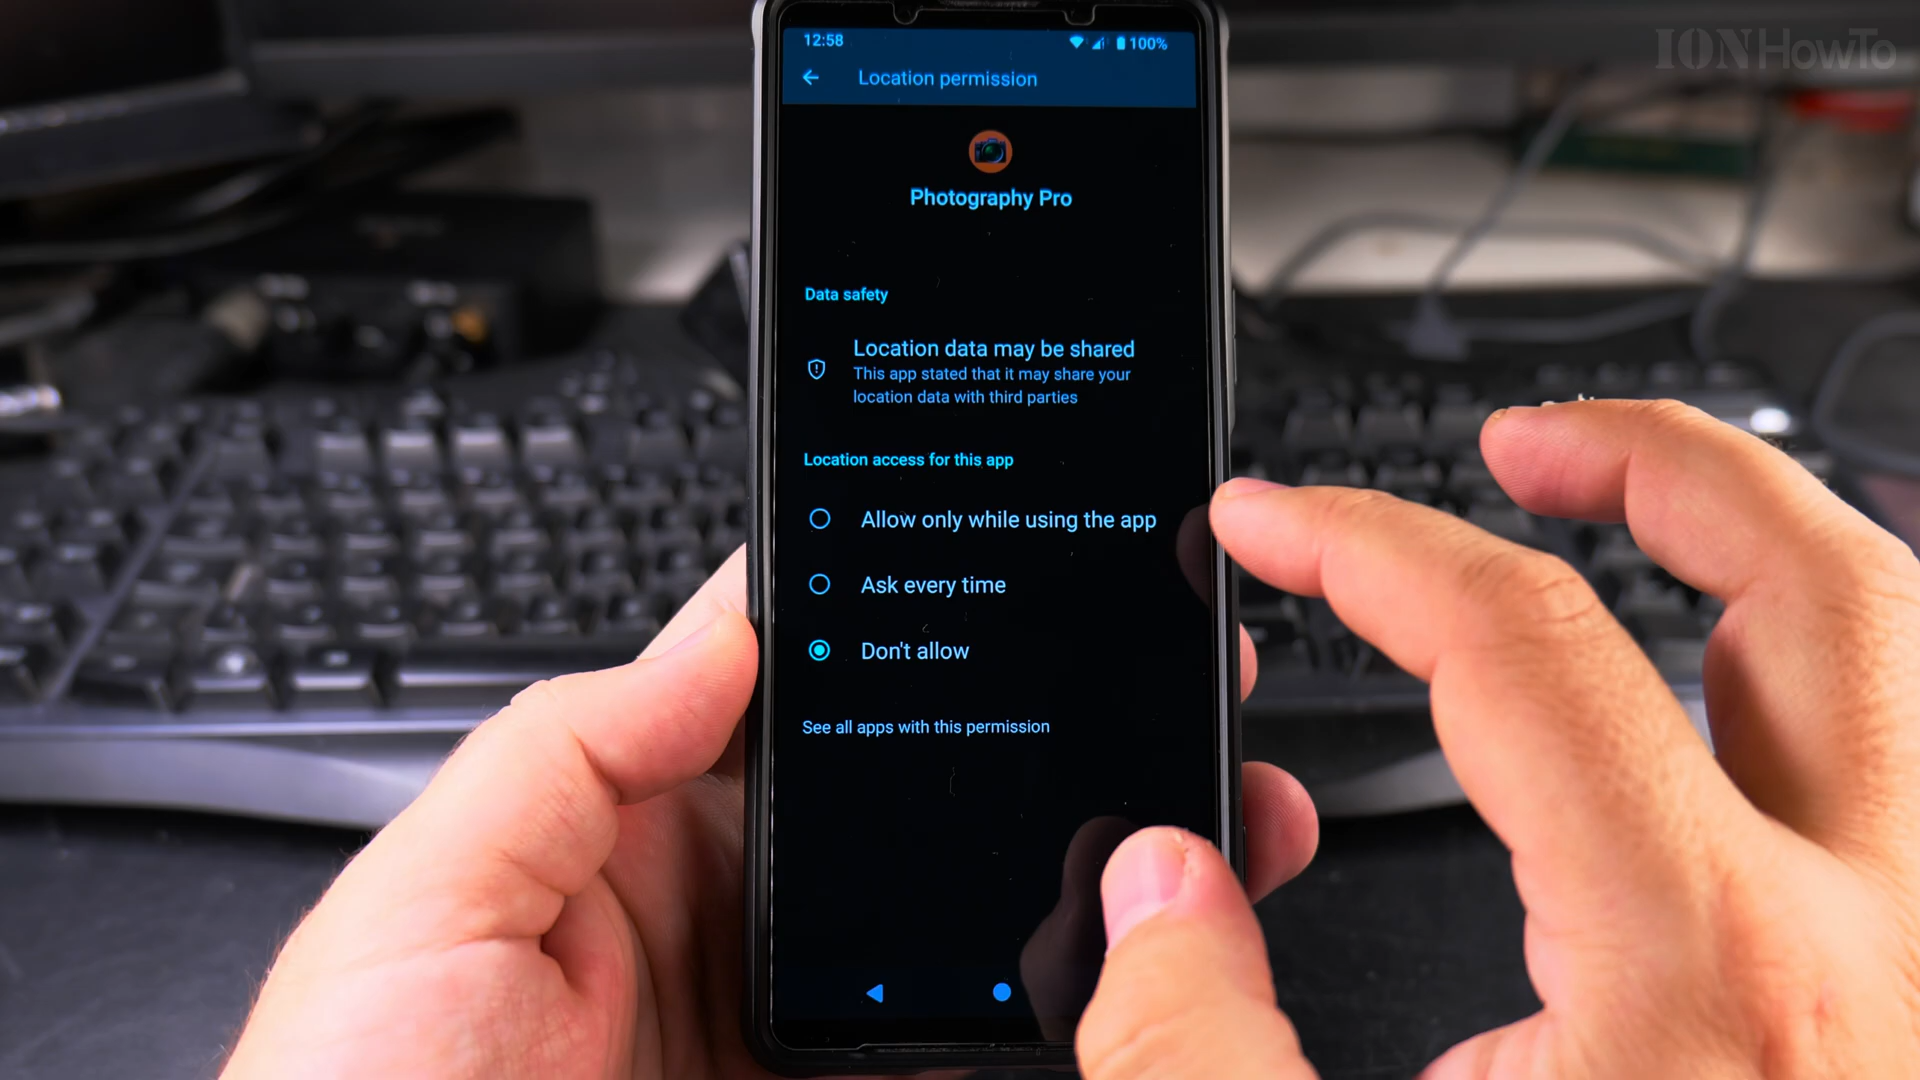 IONHowTo
12:58
100%
Location permission
Photography Pro
Data safety
Location data may be shared
This app stated that it may share your
location data with third parties
Location access for this app
Allow only while using the app
Ask every time
Don't allow
See all apps with this permission